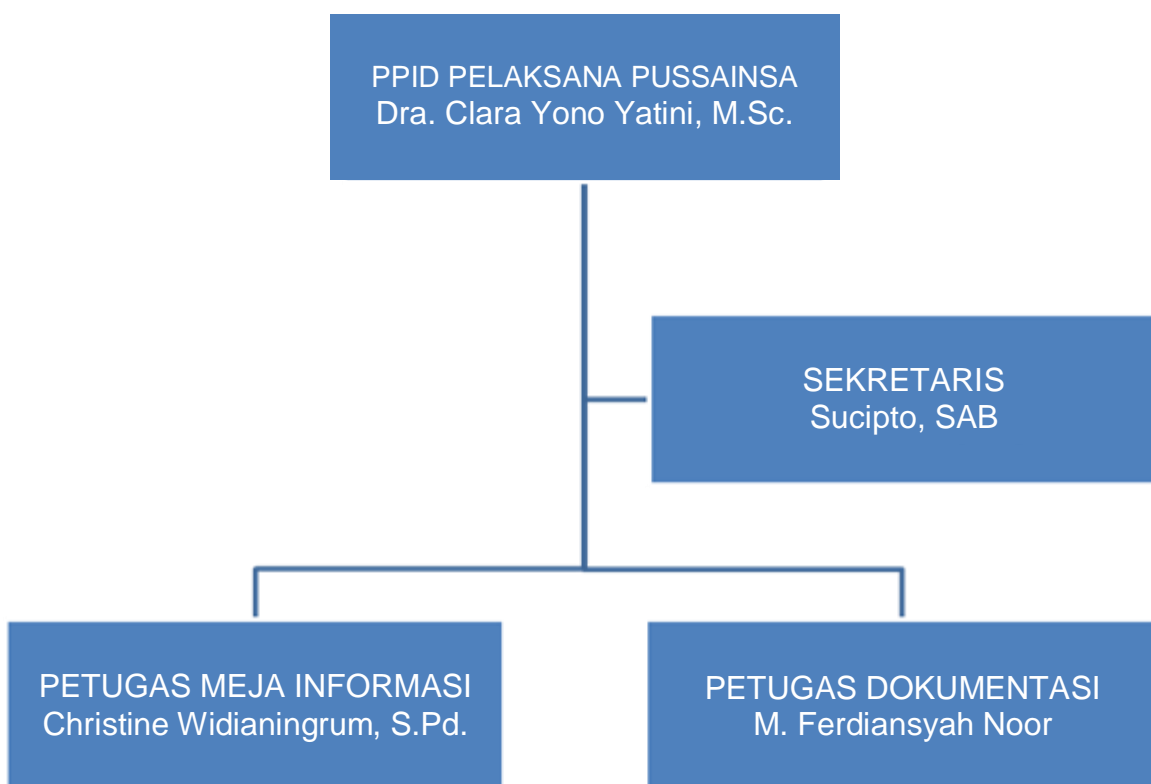 PPID PELAKSANA PUSSAINSA
Dra. Clara Yono Yatini, M.Sc.
SEKRETARIS
Sucipto, SAB
PETUGAS MEJA INFORMASI
Christine Widianingrum, S.Pd.
PETUGAS DOKUMENTASI
M. Ferdiansyah Noor